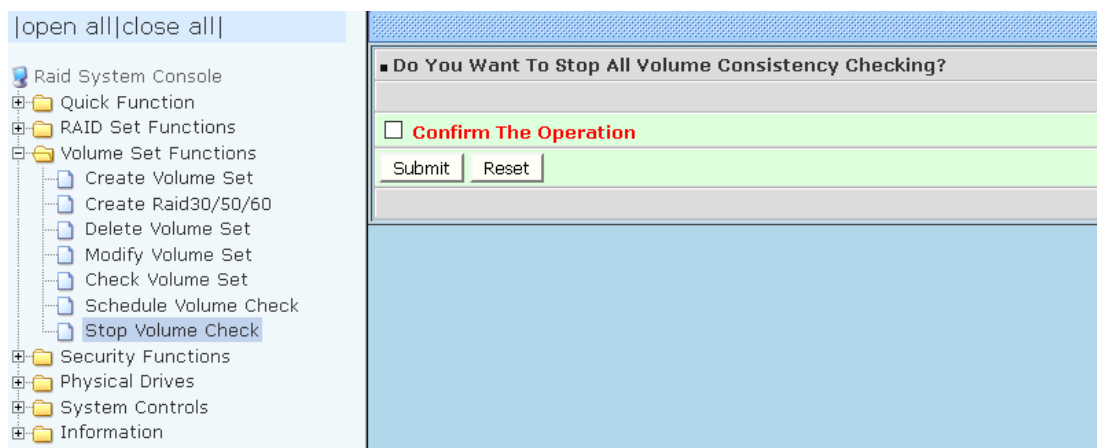 |open all|close all|
Raid System Console
Quick Function
RAID Set Functions
Volume Set Functions
Create Volume Set
Create Raid30/50/60
Delete Volume Set
Modify Volume Set
Check Volume Set
Schedule Volume Check
Stop Volume Check
Security Functions
Physical Drives
System Controls
Information
Do You Want To Stop All Volume Consistency Checking?
Confirm The Operation
Submit Reset